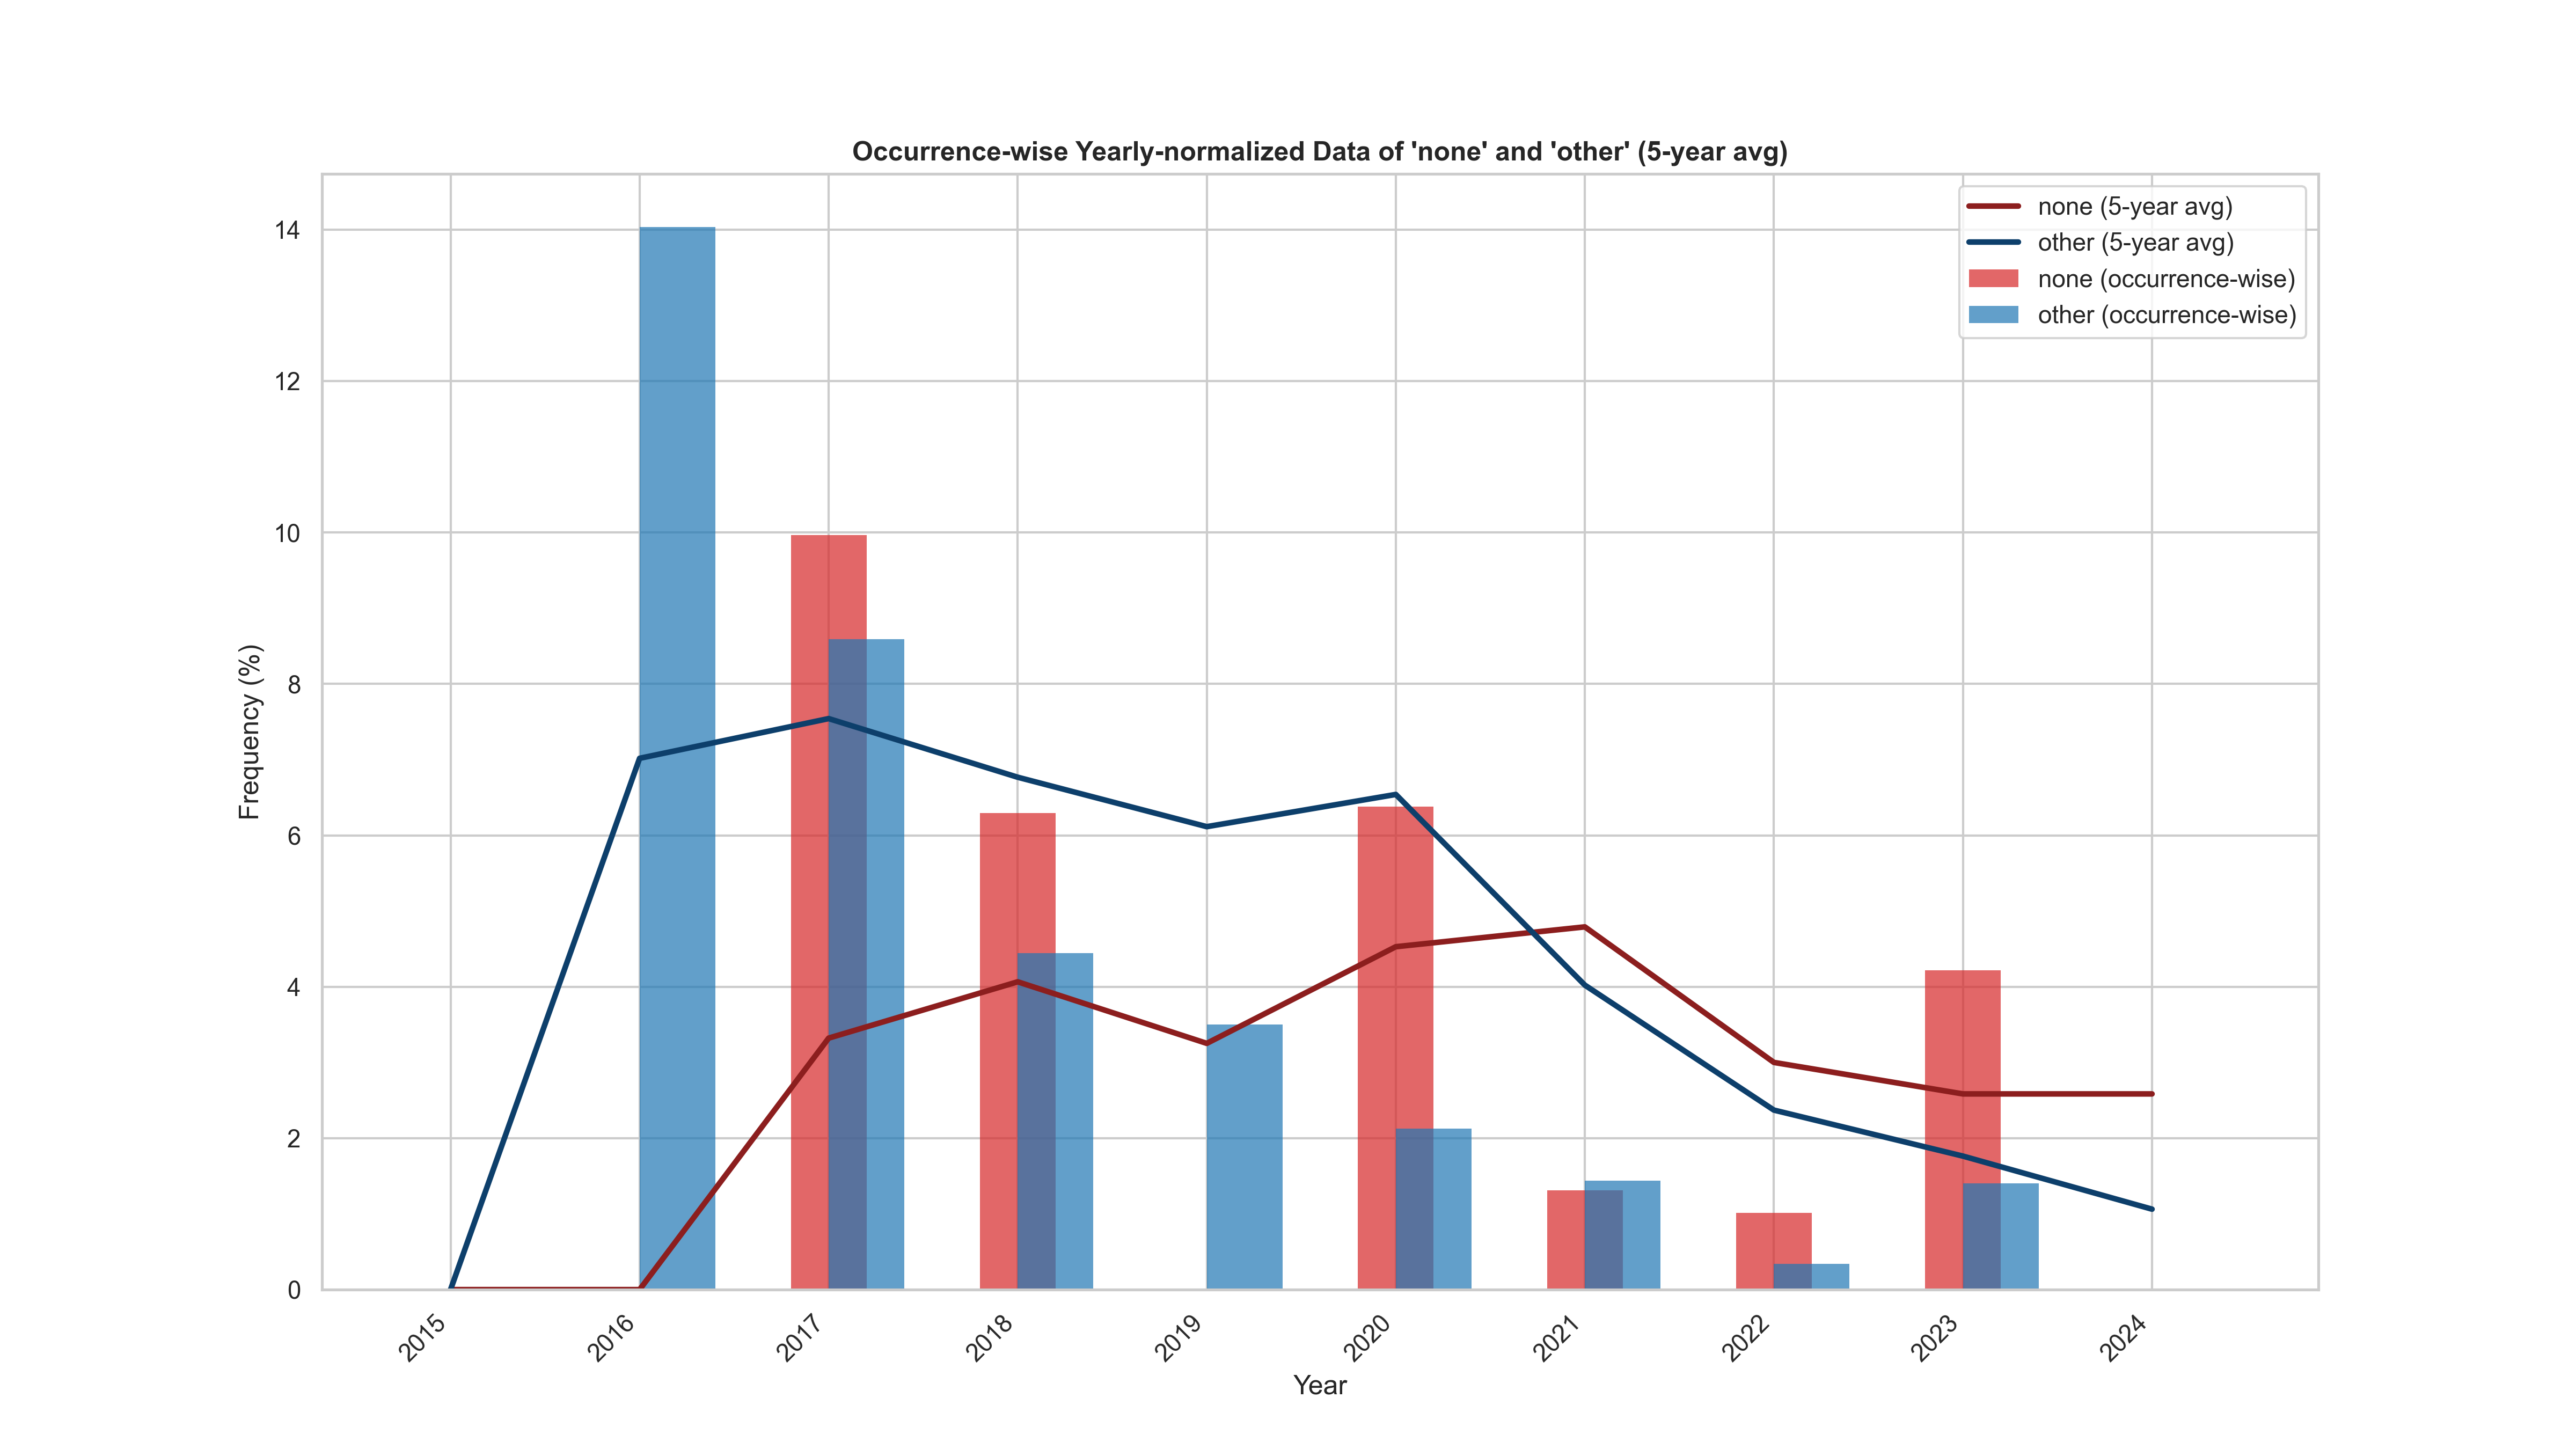 Occurrence-wise Yearly-normalized Data of 'none' and 'other' (5-year avg)
none (5-year avg)
other (5-year avg)
none (occurrence-wise)
other (occurrence-wise)
Frequency (%)
14
12
10
8
6
4
2
0
2015
2016
2017
2018
2019
2020
2021
2022
2023
2024
Year